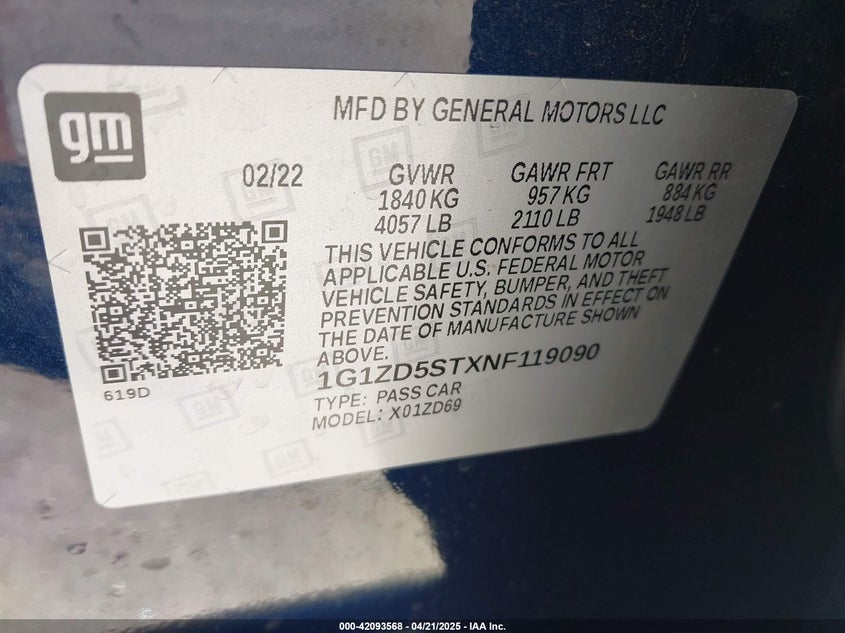 gm
MFD BY GENERAL MOTORS LLC
02/22 GVWR GAWR FRT GAWR RR
1840 KG 957 KG 884 KG
4057 LB 2110 LB 1948 LB
THIS VEHICLE CONFORMS TO ALL
APPLICABLE U.S. FEDERAL MOTOR
VEHICLE SAFETY, BUMPER, AND THEFT
PREVENTION STANDARDS IN EFFECT ON
THE DATE OF MANUFACTURE SHOWN
ABOVE.
1G1ZD5STXNF119090
619D
TYPE: PASS CAR
MODEL: X01ZD69
000-42093568 - 04/21/2025 - IAA Inc.